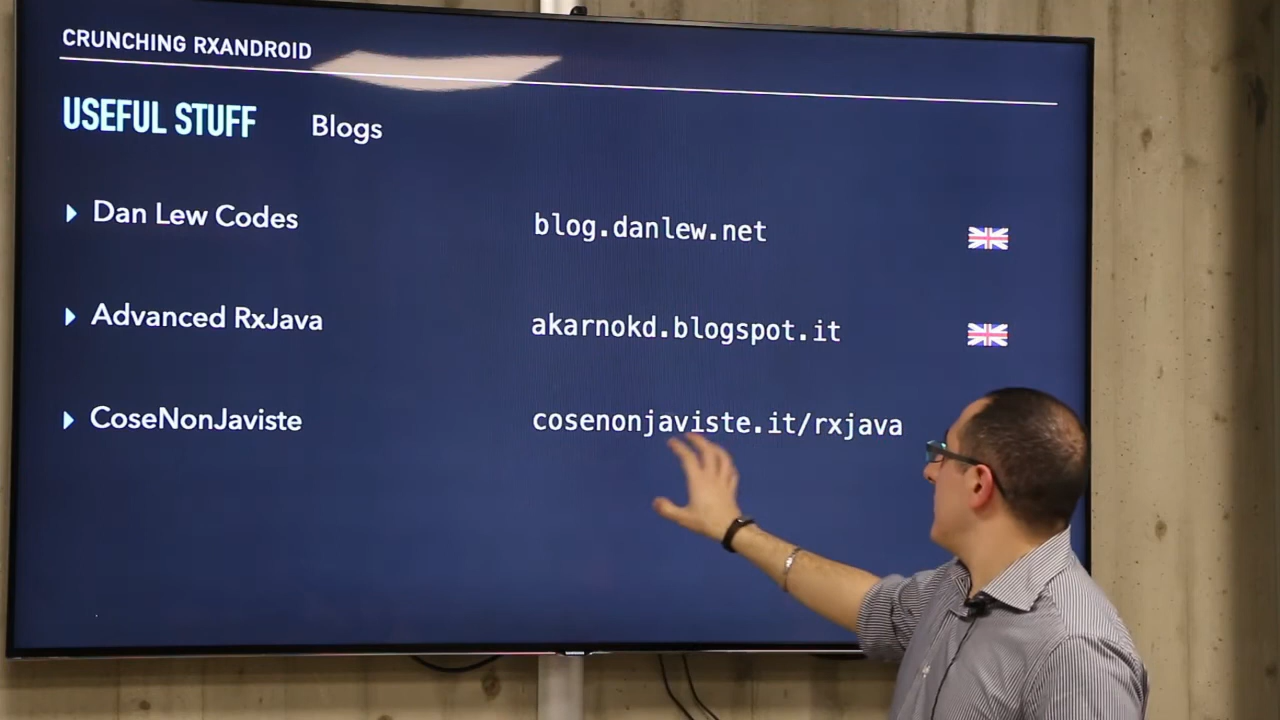 CRUNCHING RXANDROID
USEFUL STUFF Blogs
Dan Lew Codes blog.danlew.net
Advanced RxJava akarnokd.blogspot.it
CoseNonJaviste cosenonjaviste.it/rxjava